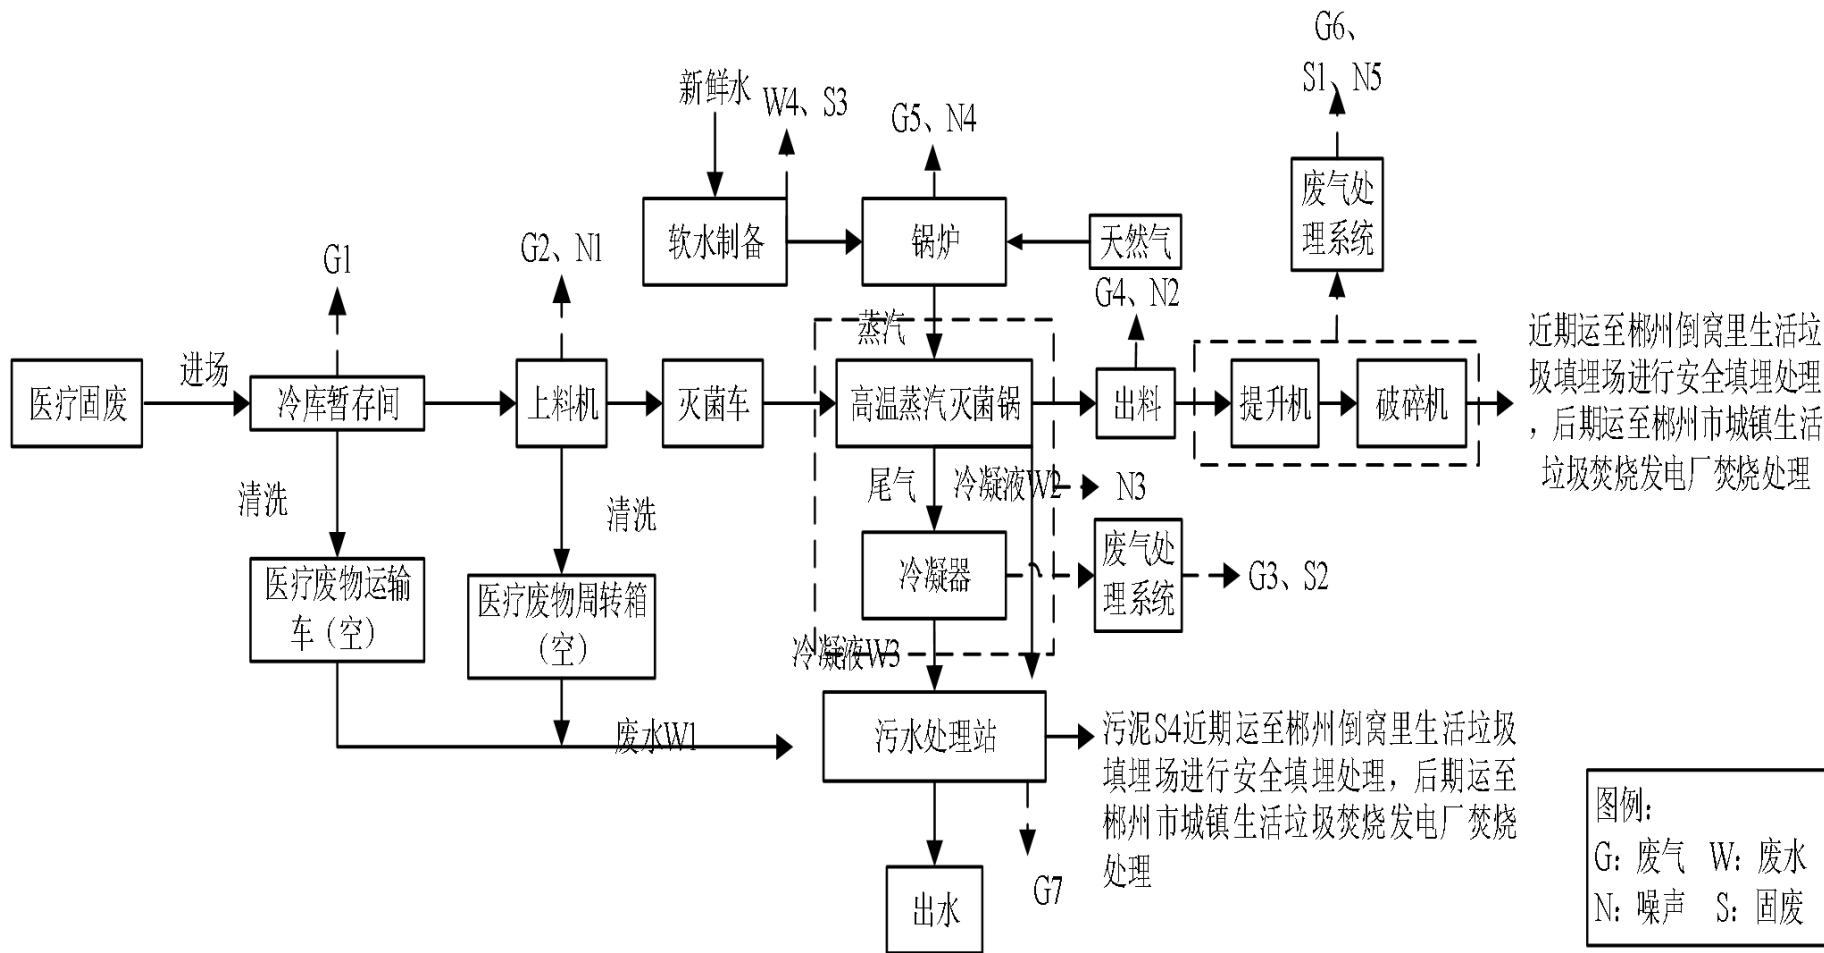 G6、
S1、N5
新鲜水
W4、S3
G5、N4
废气处
理系统
软水制备
锅炉
天然气
G1
G2、N1
G4、N2
蒸汽
医疗固废
进场
冷库暂存间
上料机
灭菌车
高温蒸汽灭菌锅
出料
提升机
破碎机
近期运至郴州倒窝里生活垃
圾填埋场进行安全填埋处理
，后期运至郴州市城镇生活
垃圾焚烧发电厂焚烧处理
清洗
清洗
尾气
冷凝液W2
N3
医疗废物运输
车（空）
医疗废物周转箱
（空）
冷凝器
废气处
理系统
G3、S2
冷凝液W3
废水W1
污水处理站
污泥S4近期运至郴州倒窝里生活垃圾
填埋场进行安全填埋处理，后期运至
郴州市城镇生活垃圾焚烧发电厂焚烧
处理
G7
出水
图例：
G：废气 W：废水
N：噪声 S：固废